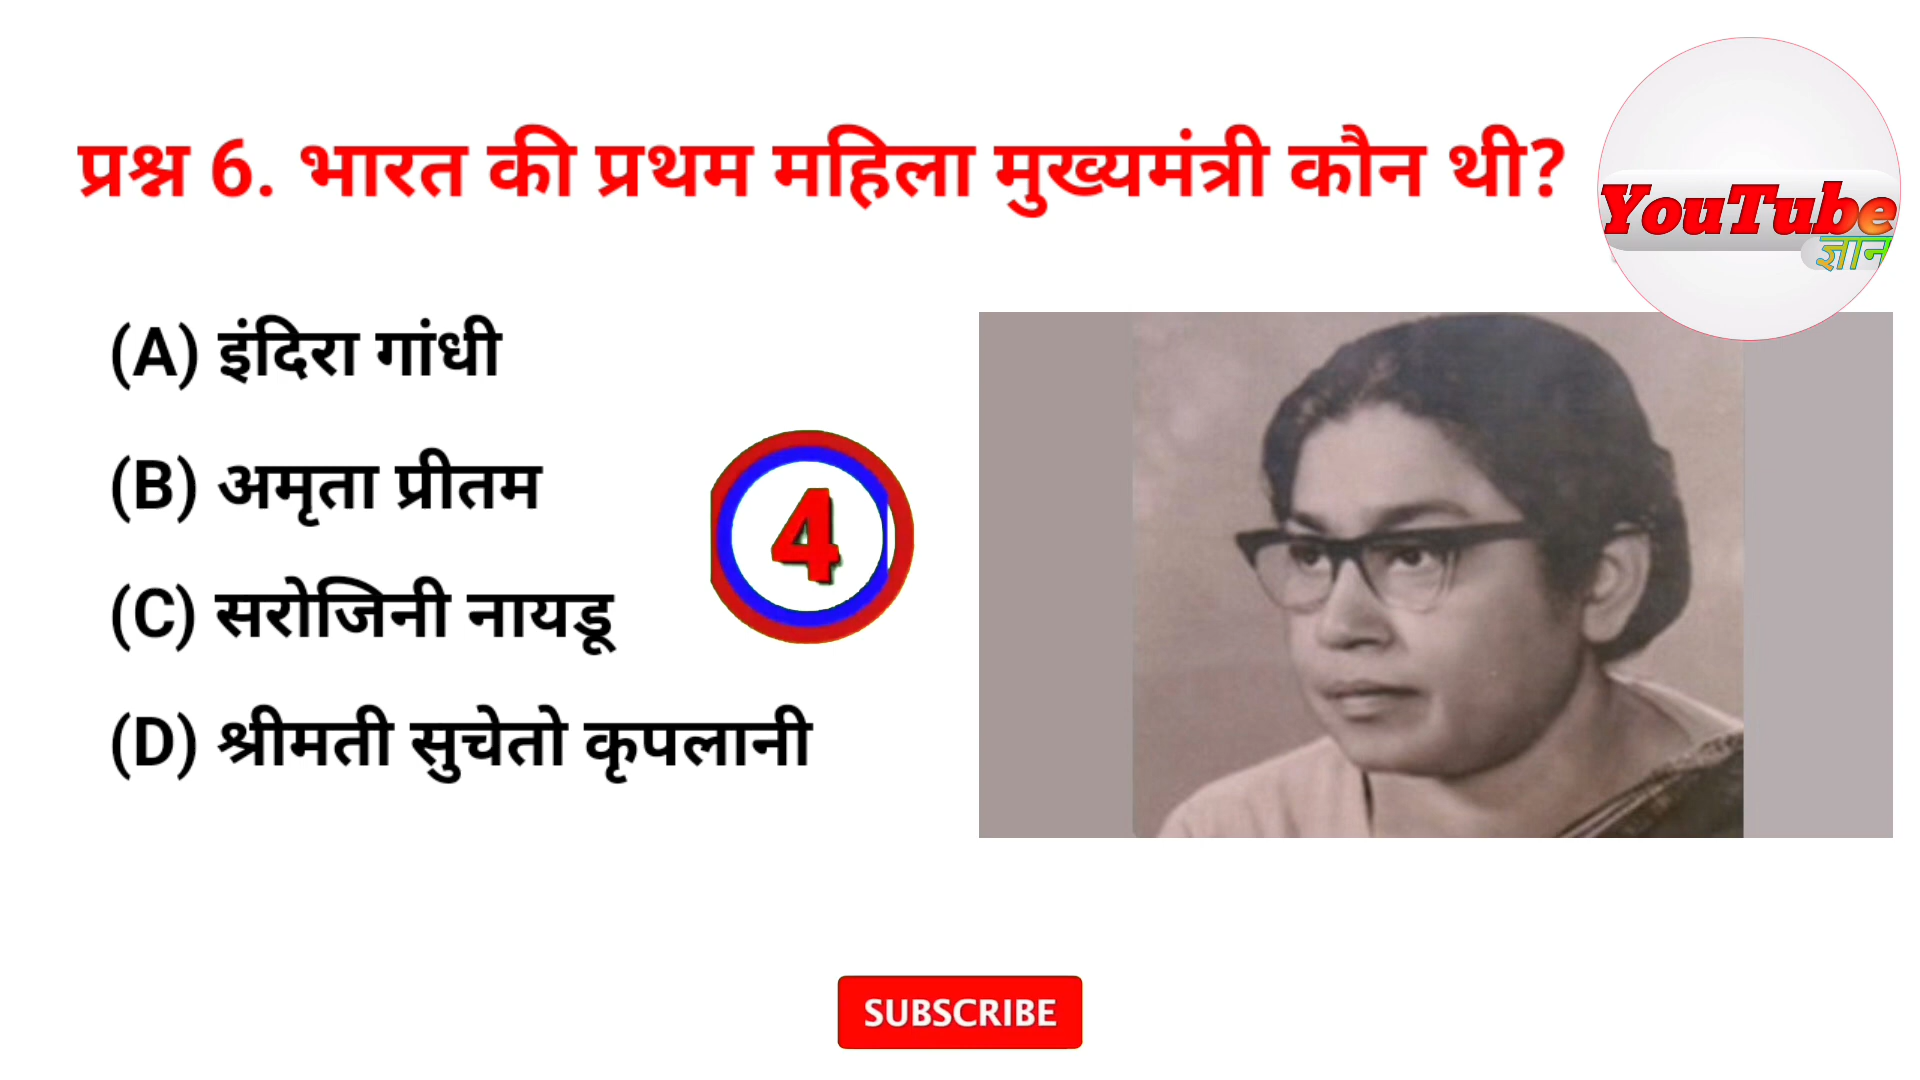 प्रश्न 6. भारत की प्रथम महिला मुख्यमंत्री कौन थी?
YouTube
ज्ञान
(A) इंदिरा गांधी
(B) अमृता प्रीतम
4
(C) सरोजिनी नायडू
(D) श्रीमती सुचेतो कृपलानी
SUBSCRIBE